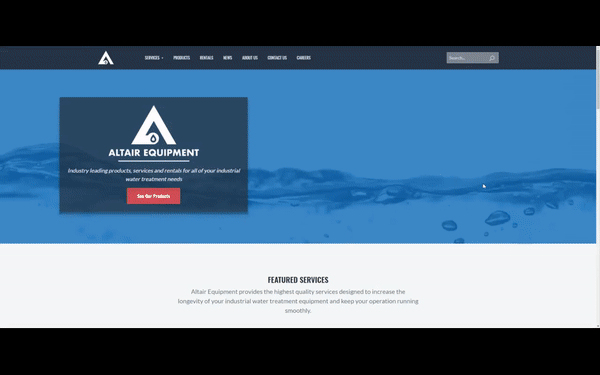 SERVICES PRODUCTS RENTALS NEWS ABOUT US CONTACT US CAREERS Search...
ALTAIR EQUIPMENT
Industry leading products, services and rentals for all of your industrial
water treatment needs
See Our Products
FEATURED SERVICES
Altair Equipment provides the highest quality services designed to increase the
longevity of your industrial water treatment equipment and keep your operation running
smoothly.